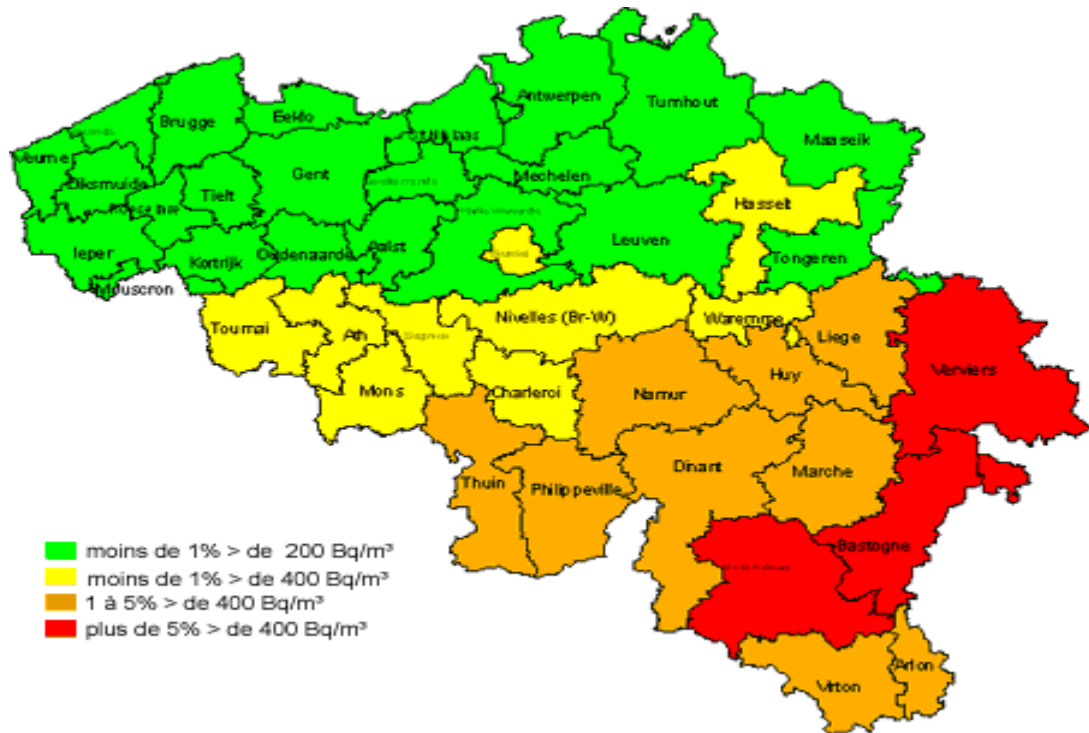 Antwerpen
Turnhout
Brugge
Eeklo
Maaseik
Veurne
Gent
Mechelen
Diksmuide
Tielt
Hasselt
Ieper
Aalst
Leuven
Kortrijk
Oudenaarde
Tongeren
Mouscron
Tournai
Ath
Nivelles (Br-W)
Waremme
Liege
Verviers
Mons
Charleroi
Namur
Huy
Dinant
Marche
Thuin
Philippeville
Bastogne
Virton
Arlon
moins de 1% > de 200 Bq/m³
moins de 1% > de 400 Bq/m³
1 à 5% > de 400 Bq/m³
plus de 5% > de 400 Bq/m³